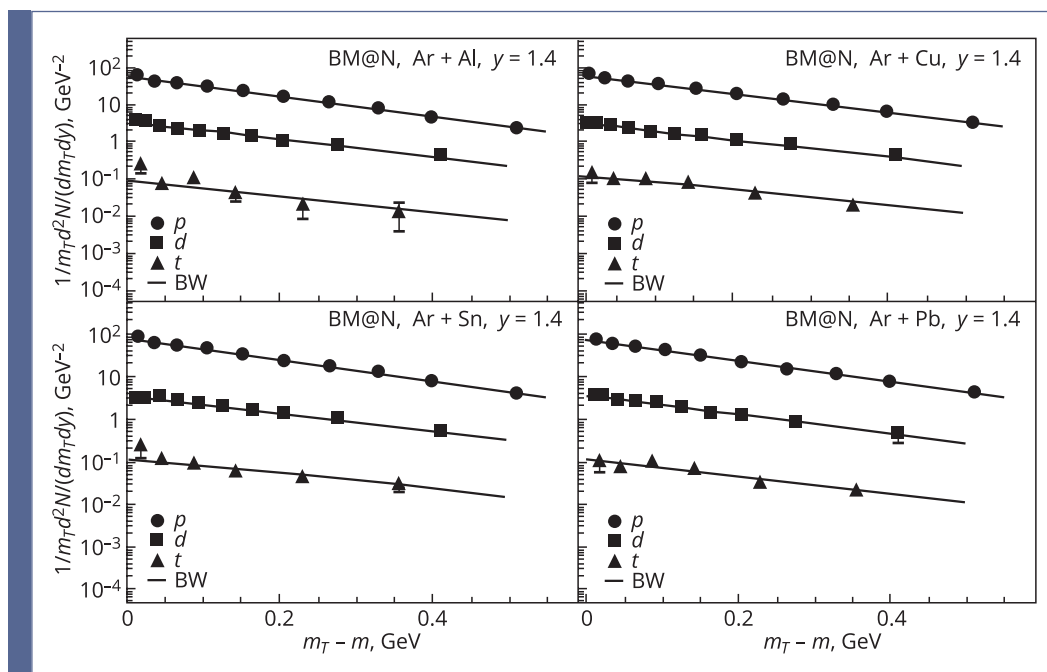 BM@N, Ar + Al, y = 1.4
10²
10
1
10⁻¹
10⁻²
10⁻³
10⁻⁴
1/m_T d²N/(dm_T dy), GeV⁻²
p
d
t
BW
BM@N, Ar + Cu, y = 1.4
p
d
t
BW
BM@N, Ar + Sn, y = 1.4
10²
10
1
10⁻¹
10⁻²
10⁻³
10⁻⁴
1/m_T d²N/(dm_T dy), GeV⁻²
p
d
t
BW
0 0.2 0.4
m_T – m, GeV
BM@N, Ar + Pb, y = 1.4
p
d
t
BW
0 0.2 0.4
m_T – m, GeV